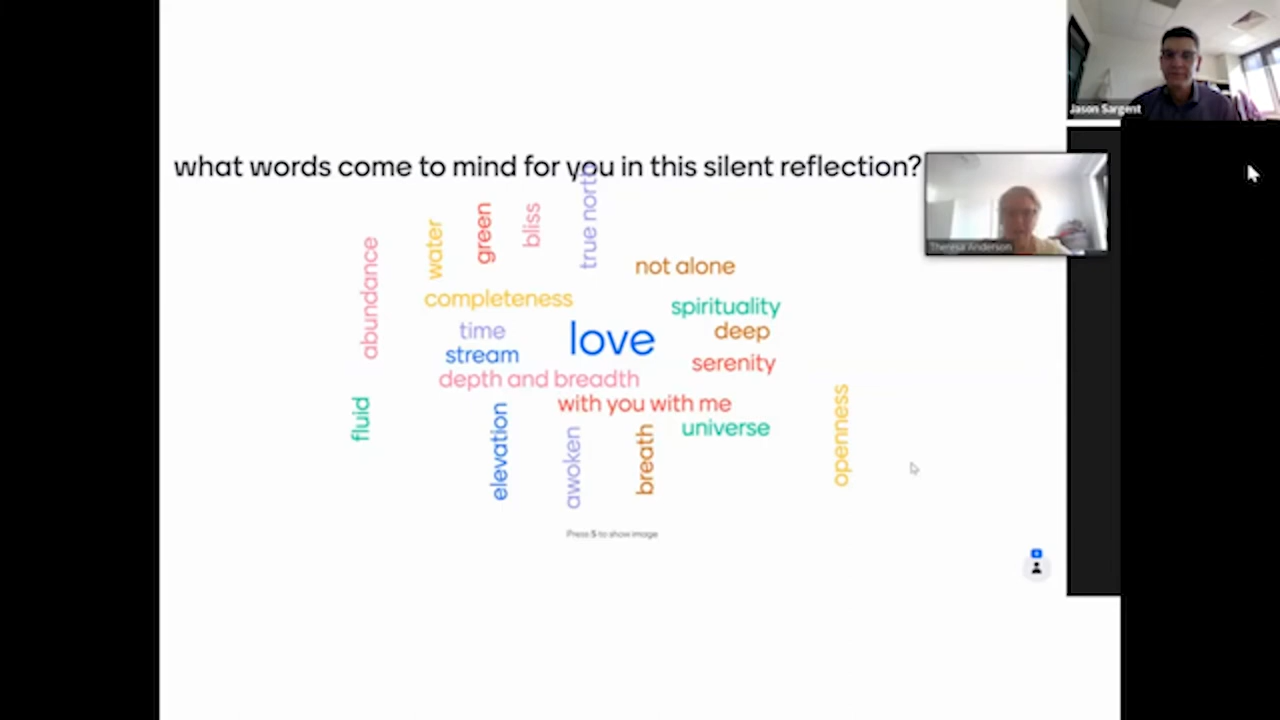 Jason Sargent
what words come to mind for you in this silent reflection?
Theresa Anderson
abundance
water
green
bliss
true north
not alone
completeness
spirituality
time
love
deep
stream
serenity
depth and breadth
with you with me
fluid
elevation
awoken
breath
universe
openness
Press S to show image